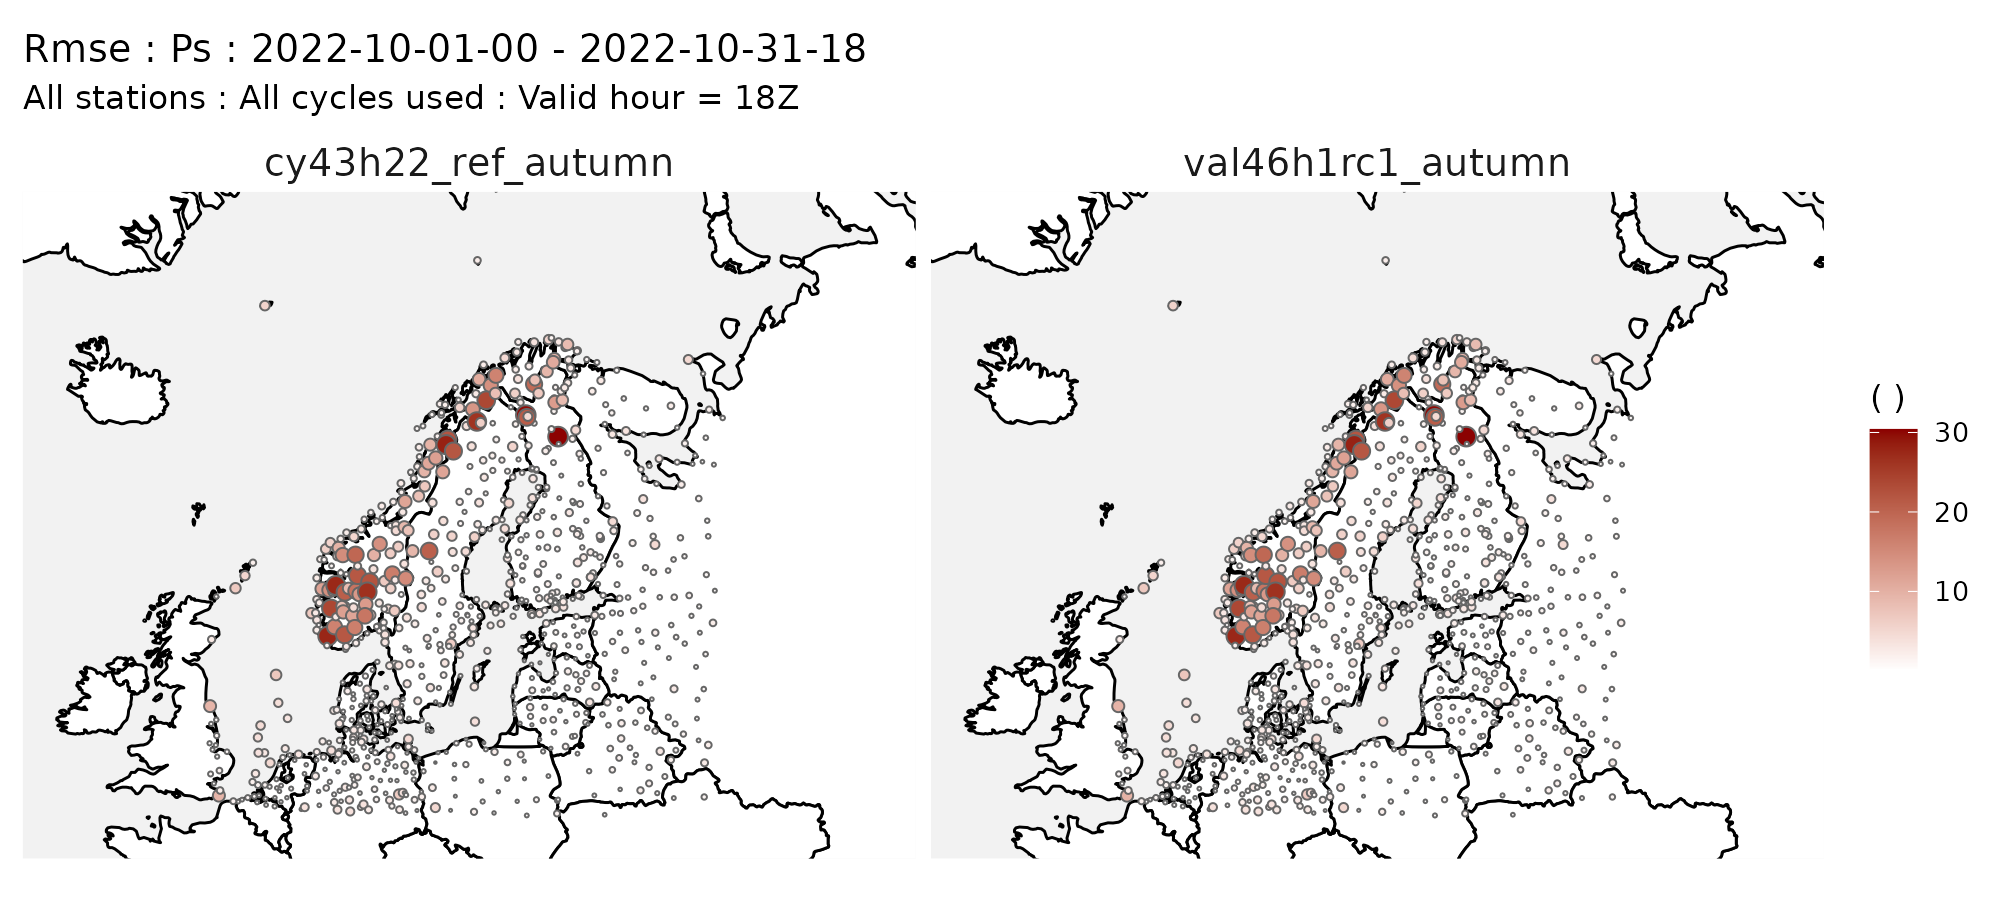 Rmse : Ps : 2022-10-01-00 - 2022-10-31-18
All stations : All cycles used : Valid hour = 18Z
cy43h22_ref_autumn
val46h1rc1_autumn
( )
30
20
10